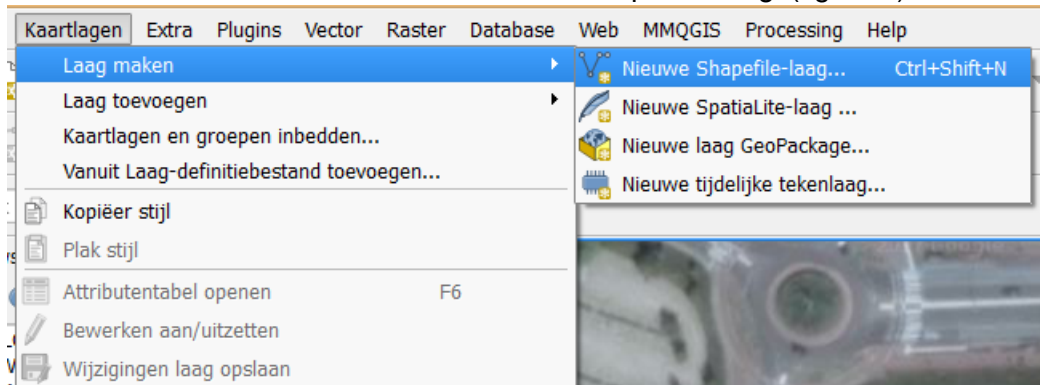 Kaartlagen Extra Plugins Vector Raster Database Web MMQGIS Processing Help
Laag maken
Laag toevoegen
Kaartlagen en groepen inbedden...
Vanuit Laag-definitiebestand toevoegen...
Kopiëer stijl
Plak stijl
Attributentabel openen F6
Bewerken aan/uitzetten
Wijzigingen laag opslaan
Nieuwe Shapefile-laag... Ctrl+Shift+N
Nieuwe SpatiaLite-laag ...
Nieuwe laag GeoPackage...
Nieuwe tijdelijke tekenlaag...